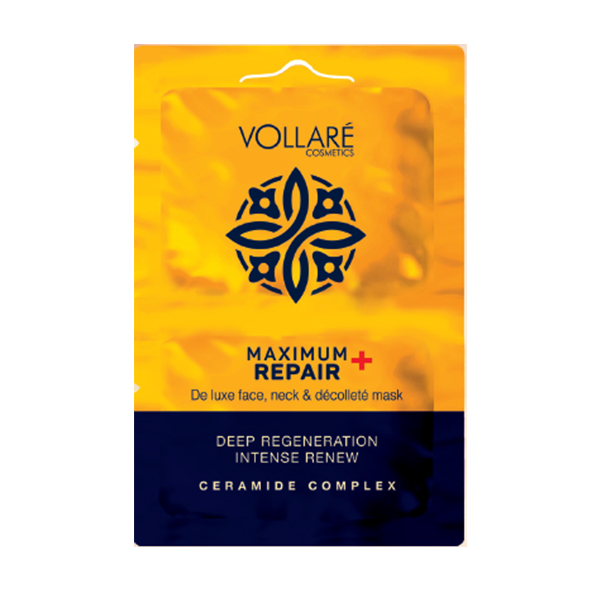 VOLLARÉ
COSMETICS
MAXIMUM +
REPAIR
De luxe face, neck & décolleté mask
DEEP REGENERATION
INTENSE RENEW
CERAMIDE COMPLEX